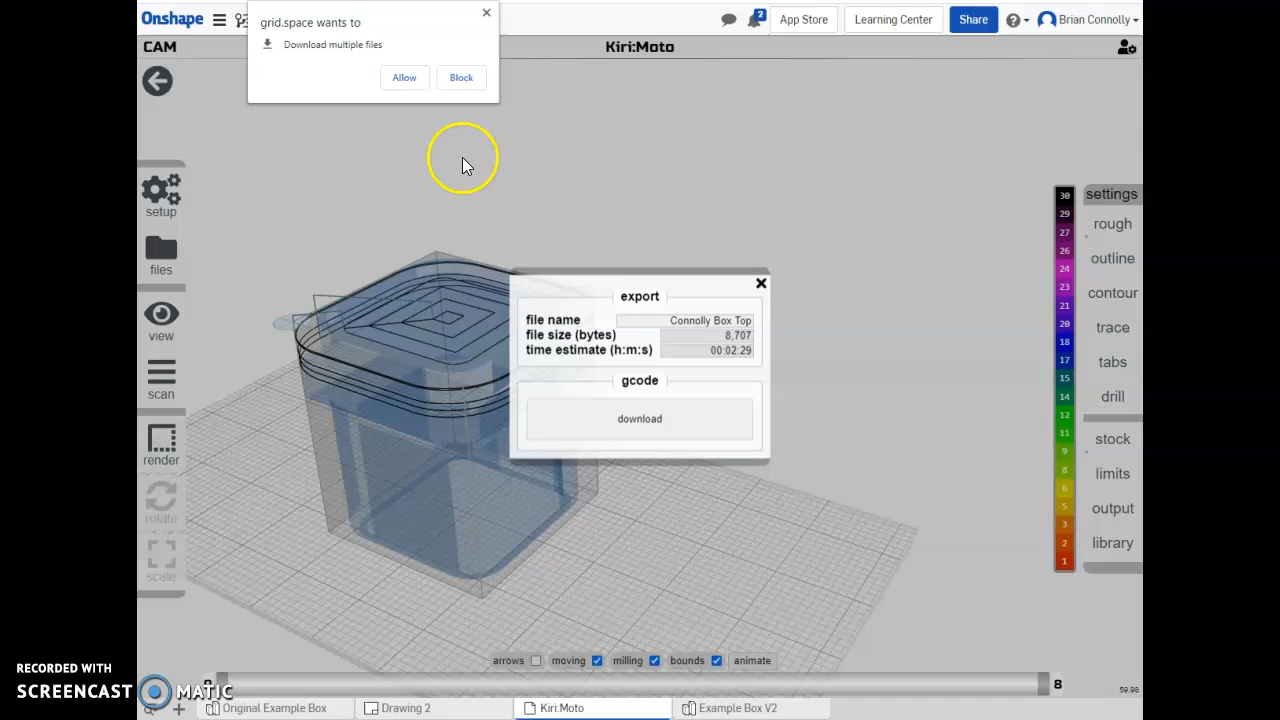 Onshape
grid.space wants to
Download multiple files
Allow
Block
2
App Store
Learning Center
Share
Brian Connolly
CAM
Kiri:Moto
setup
files
view
scan
render
rotate
scale
export
file name
Connolly Box Top
file size (bytes)
8,707
time estimate (h:m:s)
00:02:29
gcode
download
30
29
27
26
24
23
21
20
18
17
15
14
12
11
9
8
6
5
3
2
1
settings
rough
outline
contour
trace
tabs
drill
stock
limits
output
library
arrows
moving
milling
bounds
animate
8
59.98
RECORDED WITH
SCREENCAST MATIC
Original Example Box
Drawing 2
Kiri:Moto
Example Box V2